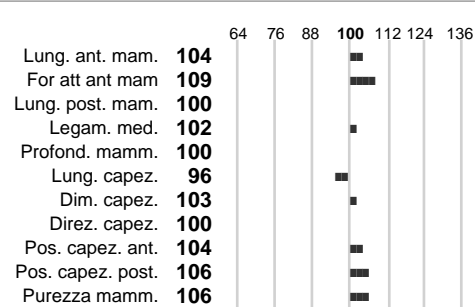 64 76 88 100 112 124 136
Lung. ant. mam. 104
For att ant mam 109
Lung. post. mam. 100
Legam. med. 102
Profond. mamm. 100
Lung. capez. 96
Dim. capez. 103
Direz. capez. 100
Pos. capez. ant. 104
Pos. capez. post. 106
Purezza mamm. 106